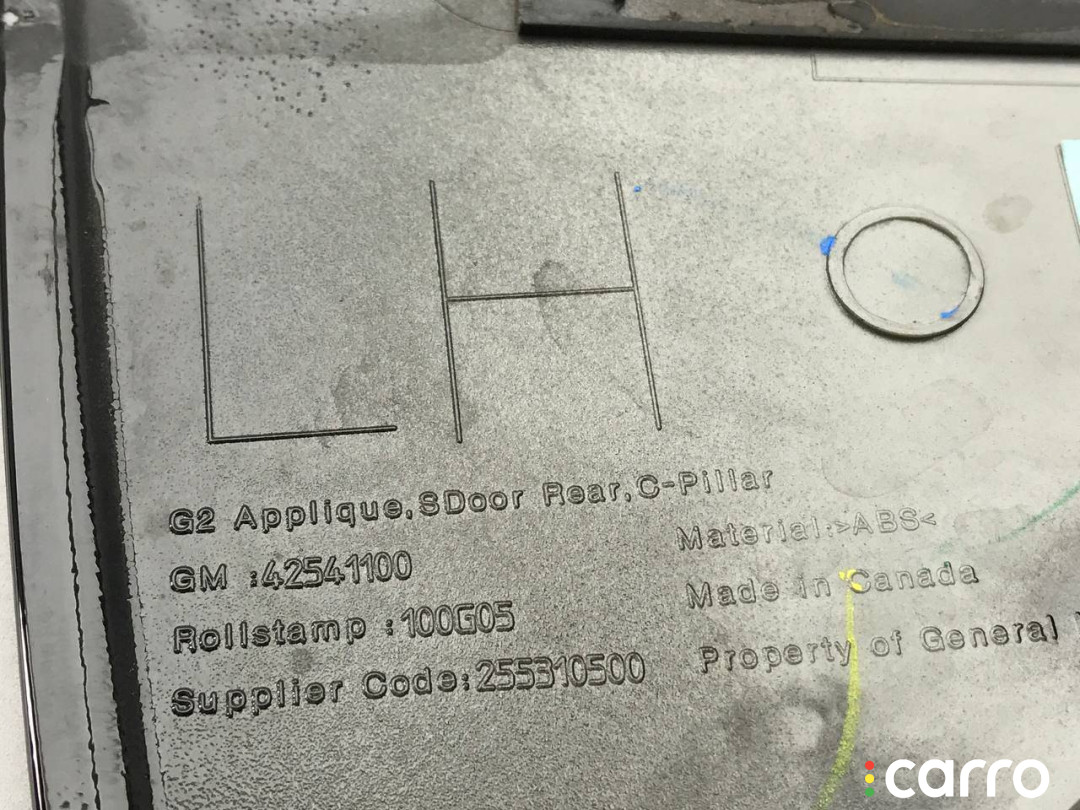 LH
G2 Applique,SDoor Rear,C-Pillar
GM :42541100
Rollstamp :100G05
Supplier Code:255310500
Material:>ABS<
Made in Canada
Property of General
carro